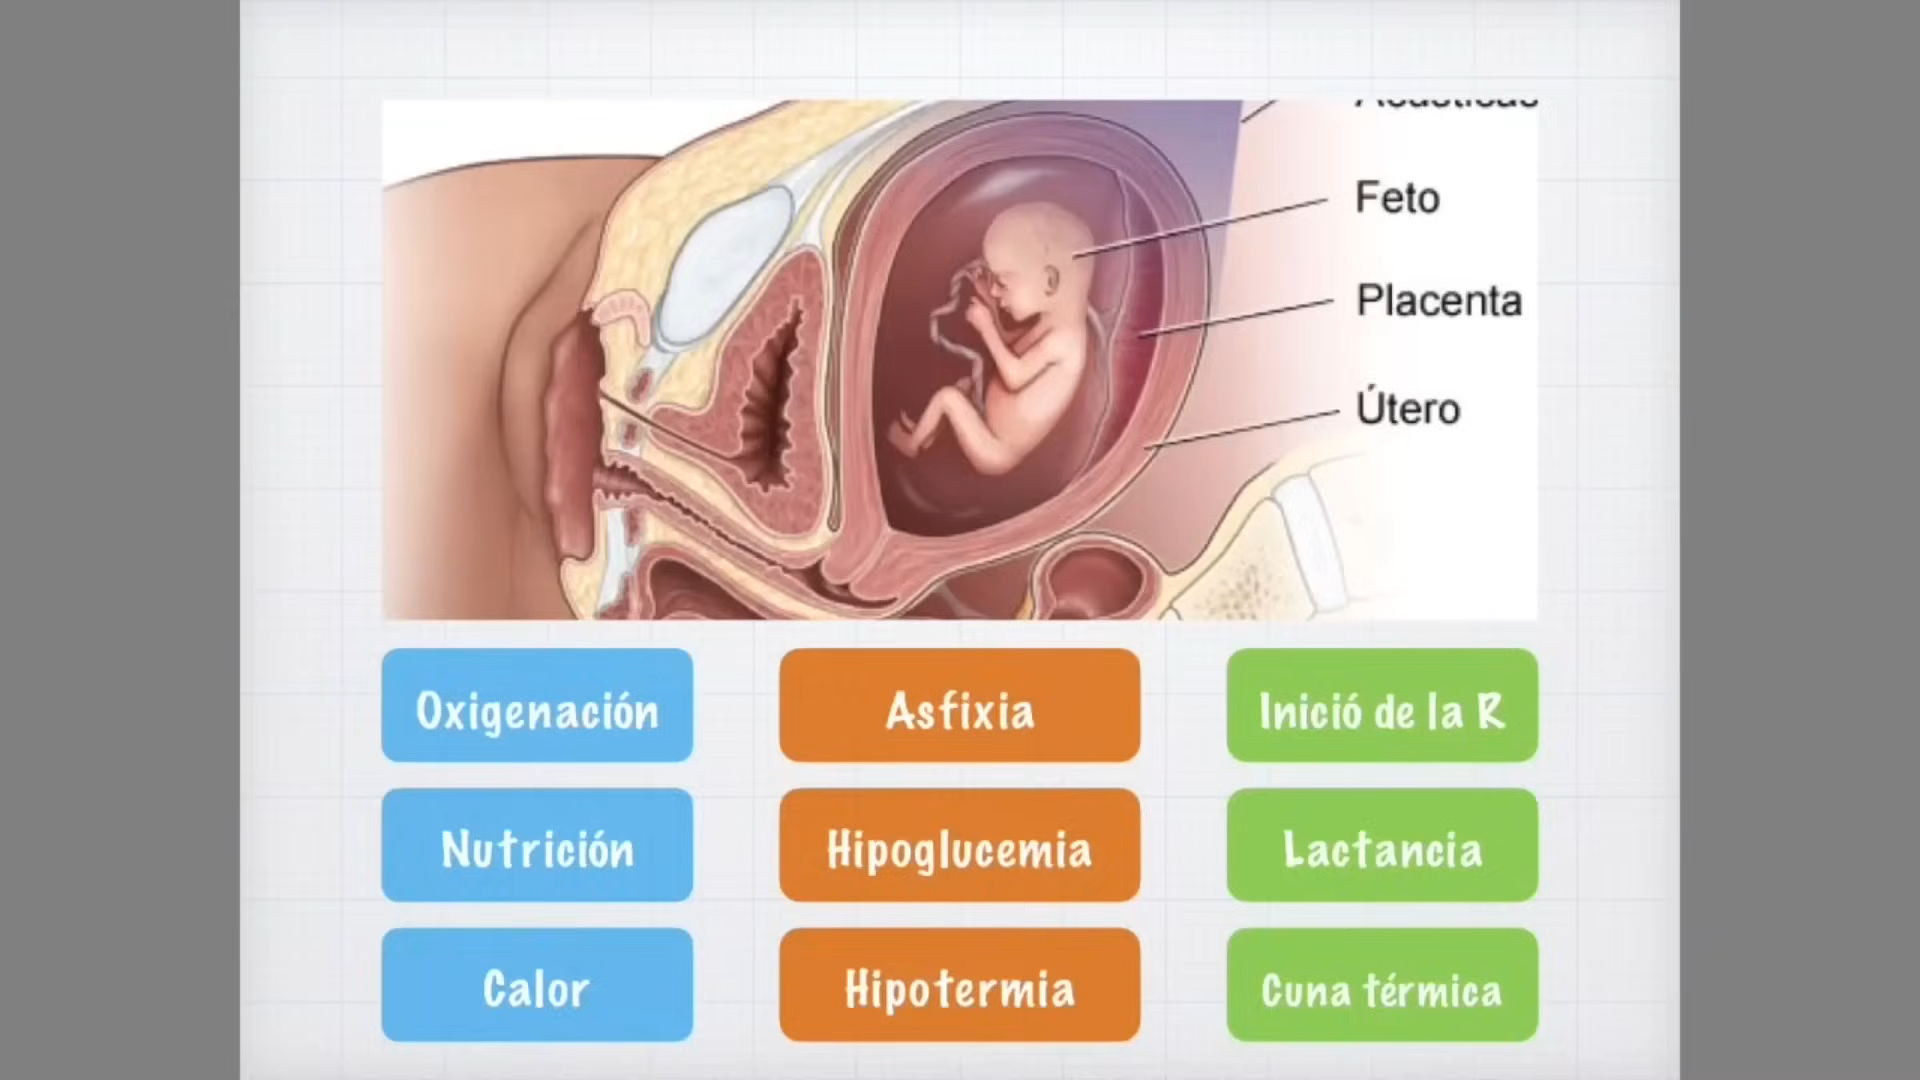 Feto
Placenta
Útero
Oxigenación
Asfixia
Inició de la R
Nutrición
Hipoglucemia
Lactancia
Calor
Hipotermia
Cuna térmica